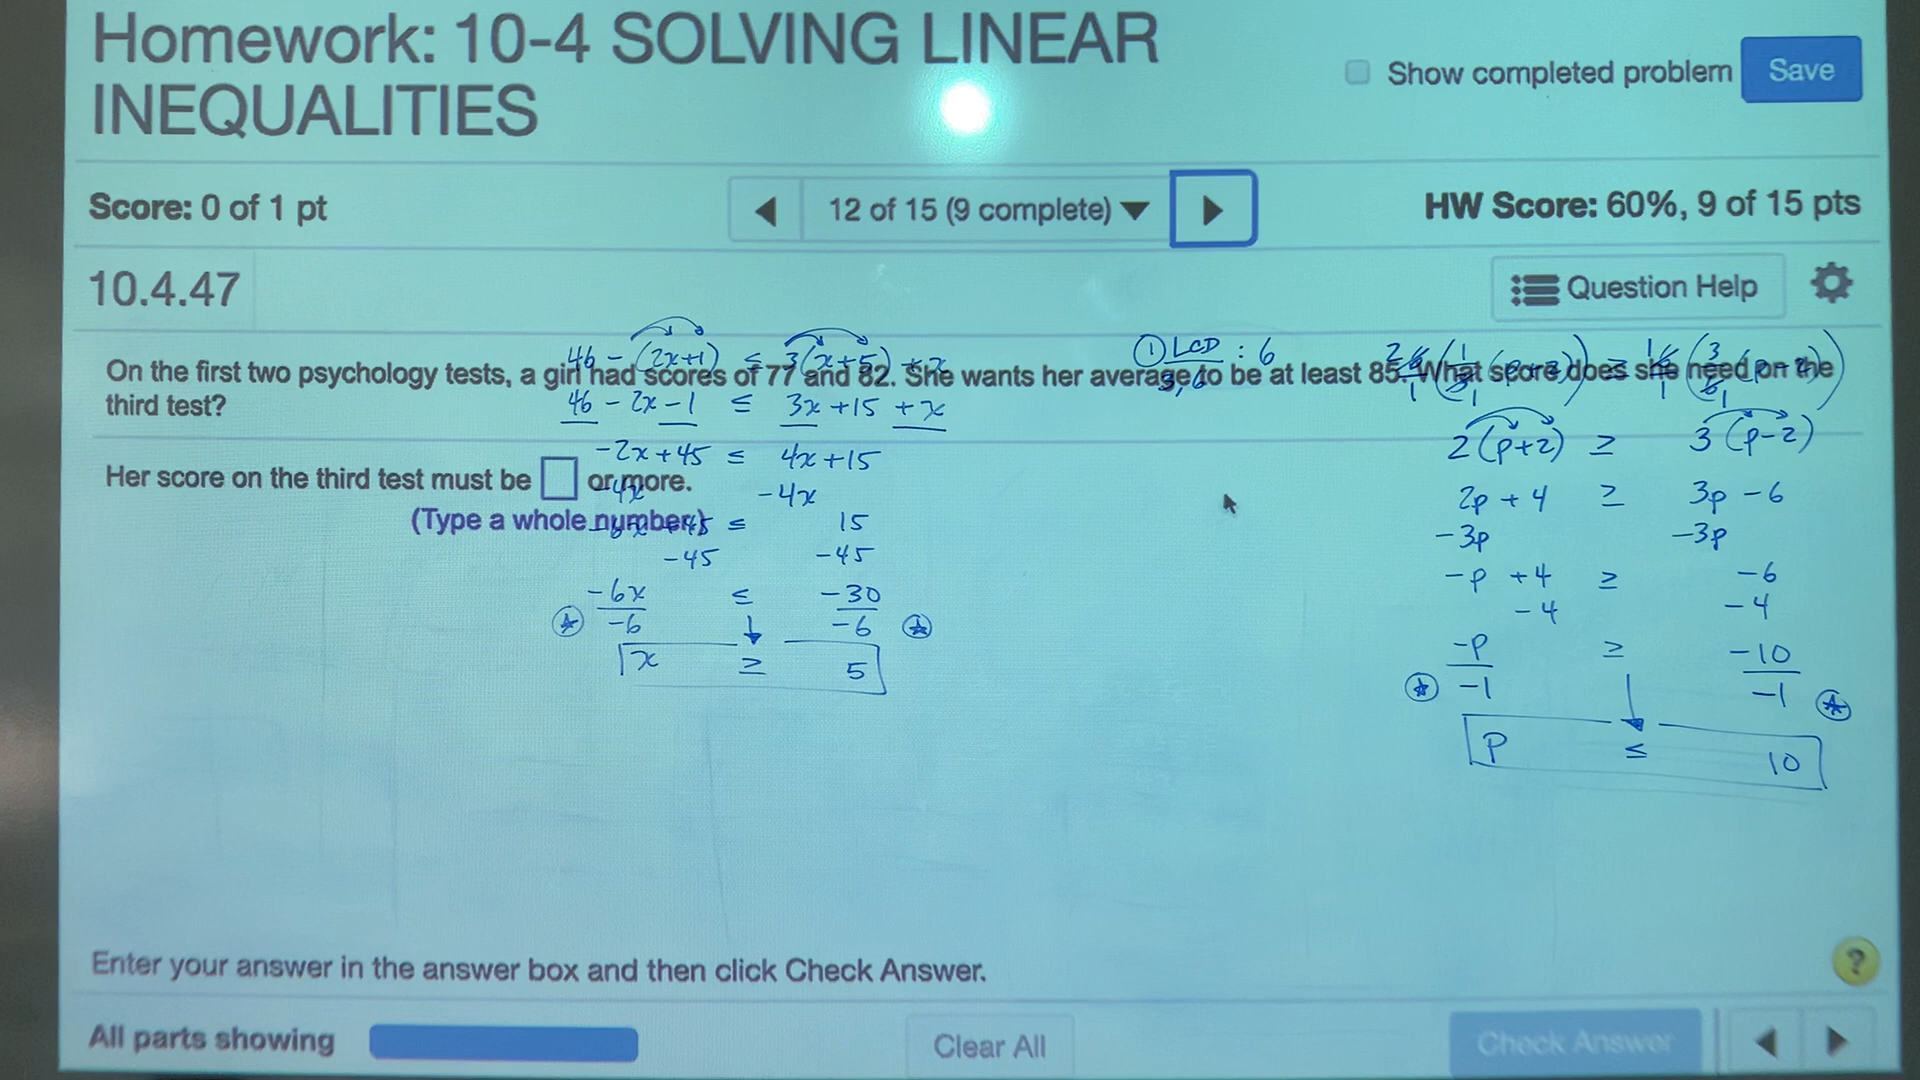 Homework: 10-4 SOLVING LINEAR
INEQUALITIES
Show completed problem
Save
Score: 0 of 1 pt
12 of 15 (9 complete)
HW Score: 60%, 9 of 15 pts
10.4.47
Question Help
On the first two psychology tests, a girl had scores of 77 and 82. She wants her average to be at least 85. What score does she need on the
third test?
Her score on the third test must be or more.
(Type a whole number.)
46 - (2x+1) ≤ 3(x+5) + x
46 - 2x - 1 ≤ 3x + 15 + x
-2x + 45 ≤ 4x + 15
-4x -4x
-6x + 45 ≤ 15
-45 -45
-6x ≤ -30
-6 -6
x ≥ 5
① LCD : 6
3, 6
2(p+2) ≥ 3(p-2)
2p + 4 ≥ 3p - 6
-3p -3p
-p + 4 ≥ -6
-4 -4
-p ≥ -10
-1 -1
p ≤ 10
Enter your answer in the answer box and then click Check Answer.
?
All parts showing
Clear All
Check Answer